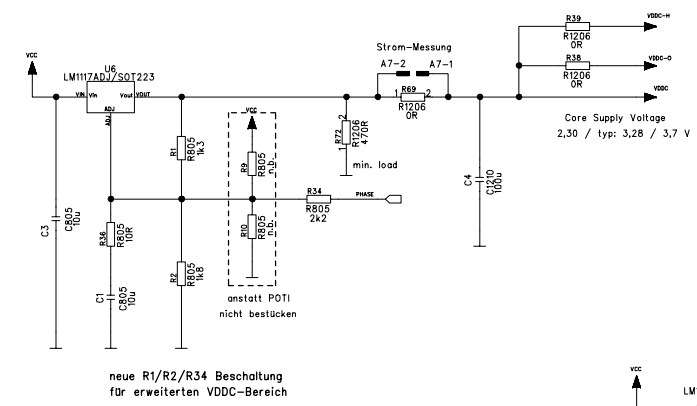 VCC
U6
LM1117ADJ/SOT223
VIN Vin Vout VOUT
ADJ
ADJ
Strom-Messung
A7-2 A7-1
R69
1 2
R1206
0R
R39
R1206
0R
VDDC-H
R38
R1206
0R
VDDC-O
VDDC
Core Supply Voltage
2,30 / typ: 3,28 / 3,7 V
R1
R805
1k3
VCC
R9
R805
n.b.
2
R72
R1206
470R
1
min. load
C4
C1210
100u
R34
R805
2k2
PHASE
C3
C805
10u
R36
R805
10R
C1
C805
10u
R2
R805
1k8
R10
R805
n.b.
anstatt POTI
nicht bestücken
neue R1/R2/R34 Beschaltung
für erweiterten VDDC-Bereich
VCC
LM